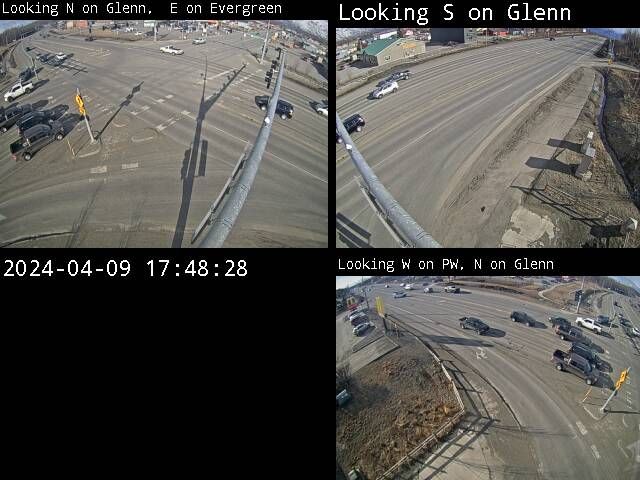 Looking N on Glenn, E on Evergreen
Looking S on Glenn
2024-04-09 17:48:28
Looking W on PW, N on Glenn